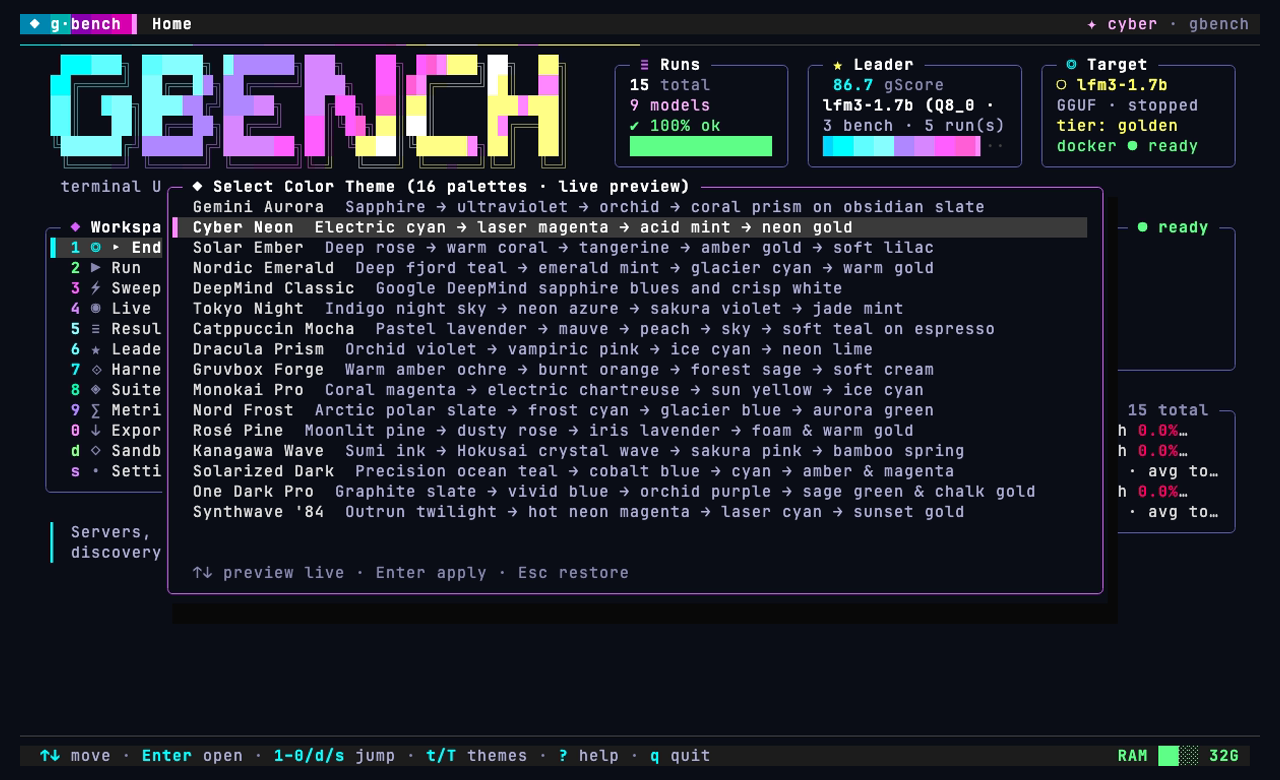 ◆ g·bench Home ✦ cyber · gbench
GBENCH
≡ Runs ★ Leader ◎ Target
15 total 86.7 gScore ○ lfm3-1.7b
9 models lfm3-1.7b (Q8_0 · GGUF · stopped
✔ 100% ok 3 bench · 5 run(s) tier: golden
docker ● ready
terminal U
◆ Select Color Theme (16 palettes · live preview)
Gemini Aurora Sapphire → ultraviolet → orchid → coral prism on obsidian slate
◆ Workspa Cyber Neon Electric cyan → laser magenta → acid mint → neon gold ● ready
1 ◎ ▸ End Solar Ember Deep rose → warm coral → tangerine → amber gold → soft lilac
2 ▶ Run Nordic Emerald Deep fjord teal → emerald mint → glacier cyan → warm gold
3 ⚡ Sweep DeepMind Classic Google DeepMind sapphire blues and crisp white
4 ◉ Live Tokyo Night Indigo night sky → neon azure → sakura violet → jade mint
5 ≡ Resul Catppuccin Mocha Pastel lavender → mauve → peach → sky → soft teal on espresso
6 ★ Leade Dracula Prism Orchid violet → vampiric pink → ice cyan → neon lime
7 ◇ Harne Gruvbox Forge Warm amber ochre → burnt orange → forest sage → soft cream
8 ◈ Suite Monokai Pro Coral magenta → electric chartreuse → sun yellow → ice cyan
9 ∑ Metri Nord Frost Arctic polar slate → frost cyan → glacier blue → aurora green 15 total
0 ↓ Expor Rosé Pine Moonlit pine → dusty rose → iris lavender → foam & warm gold h 0.0%…
d ◇ Sandb Kanagawa Wave Sumi ink → Hokusai crystal wave → sakura pink → bamboo spring h 0.0%…
s • Setti Solarized Dark Precision ocean teal → cobalt blue → cyan → amber & magenta · avg to…
One Dark Pro Graphite slate → vivid blue → orchid purple → sage green & chalk gold h 0.0%…
Synthwave '84 Outrun twilight → hot neon magenta → laser cyan → sunset gold · avg to…
Servers,
discovery
↑↓ preview live · Enter apply · Esc restore
↑↓ move · Enter open · 1-0/d/s jump · t/T themes · ? help · q quit RAM 32G